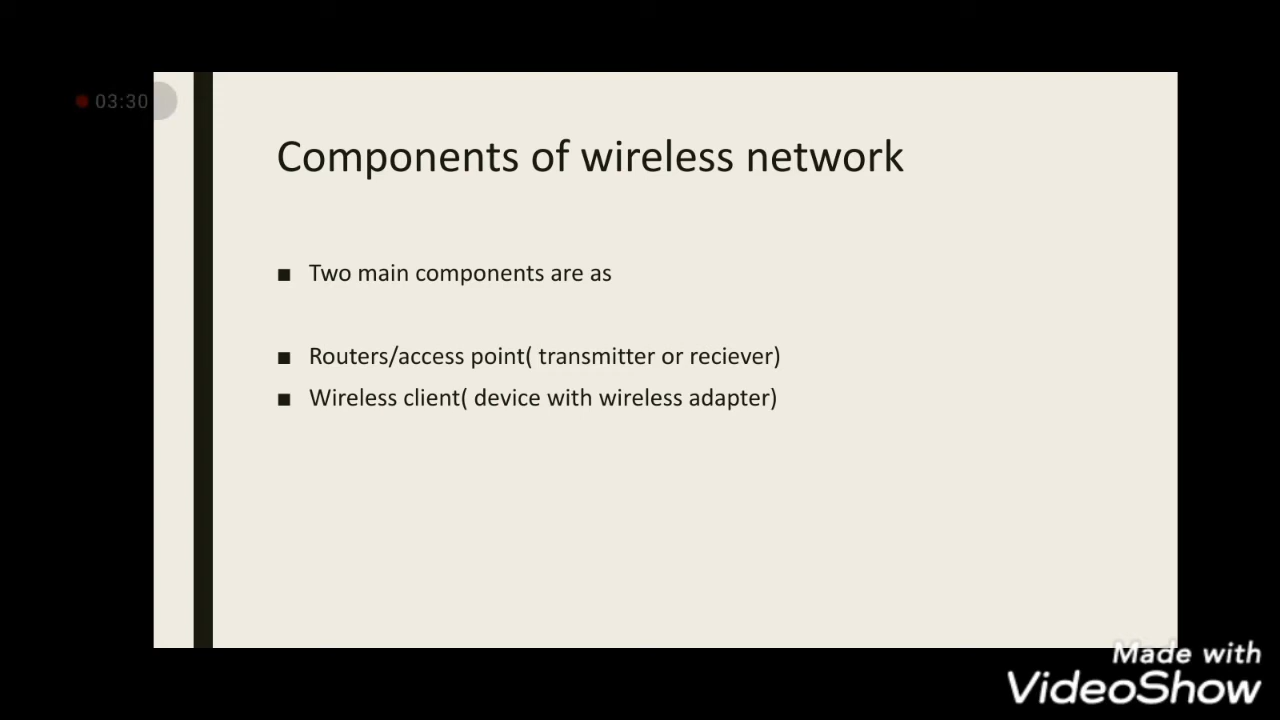 03:30
Components of wireless network
■ Two main components are as
■ Routers/access point( transmitter or reciever)
■ Wireless client( device with wireless adapter)
Made with
VideoShow